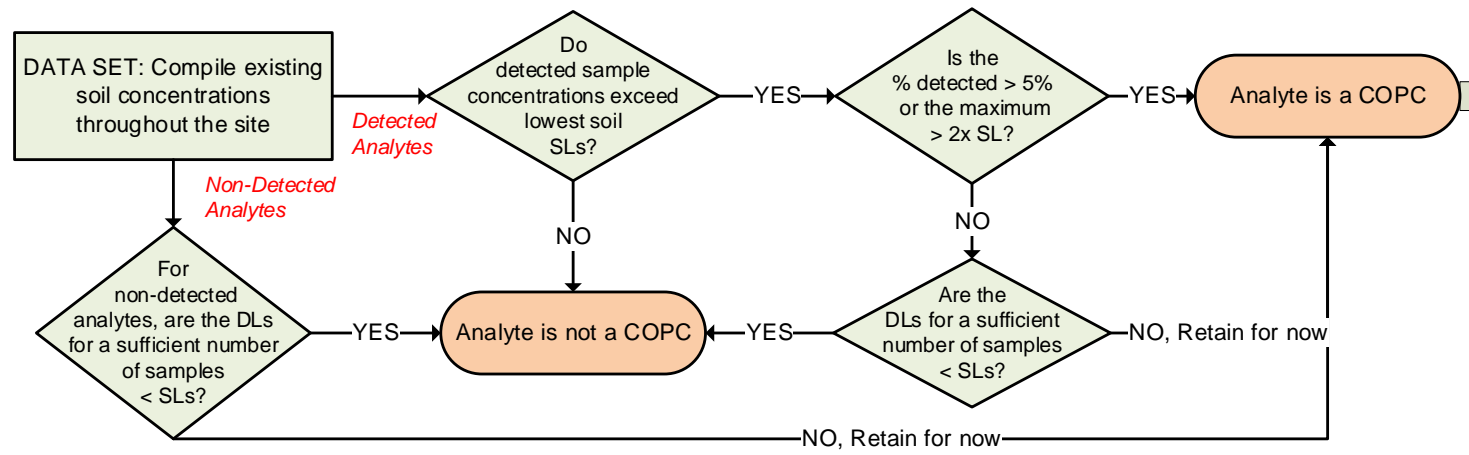 DATA SET: Compile existing
soil concentrations
throughout the site
Detected
Analytes
Do
detected sample
concentrations exceed
lowest soil
SLs?
YES
Is the
% detected > 5%
or the maximum
> 2x SL?
YES
Analyte is a COPC
Non-Detected
Analytes
NO
NO
For
non-detected
analytes, are the DLs
for a sufficient number
of samples
< SLs?
YES
Analyte is not a COPC
YES
Are the
DLs for a sufficient
number of samples
< SLs?
NO, Retain for now
NO, Retain for now